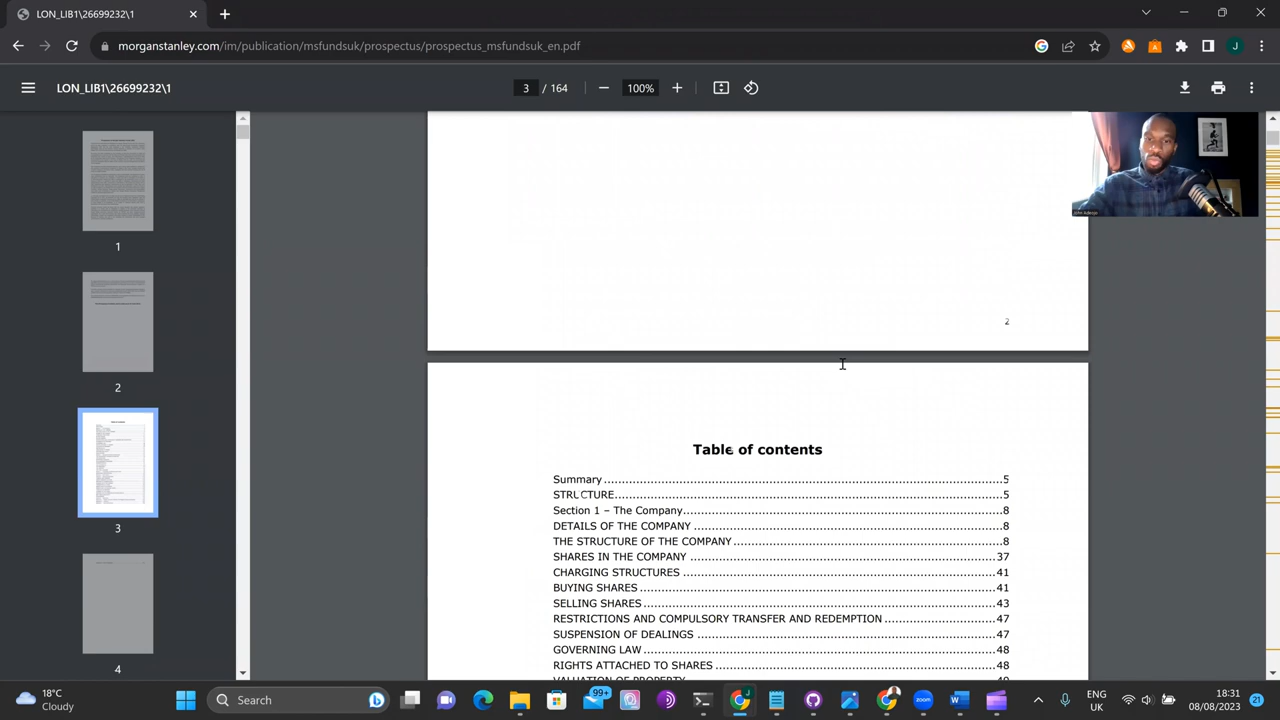 LON_LIB1\26699232\1
morganstanley.com/im/publication/msfundsuk/prospectus/prospectus_msfundsuk_en.pdf
J
LON_LIB1\26699232\1
3 / 164
100%
1
2
3
4
2
Table of contents
Summary 5
STRUCTURE 5
Section 1 – The Company 8
DETAILS OF THE COMPANY 8
THE STRUCTURE OF THE COMPANY 8
SHARES IN THE COMPANY 37
CHARGING STRUCTURES 41
BUYING SHARES 41
SELLING SHARES 43
RESTRICTIONS AND COMPULSORY TRANSFER AND REDEMPTION 47
SUSPENSION OF DEALINGS 47
GOVERNING LAW 48
RIGHTS ATTACHED TO SHARES 48
VALUATION OF PROPERTY 49
18°C
Cloudy
Search
99+
zoom
ENG
UK
18:31
08/08/2023
21